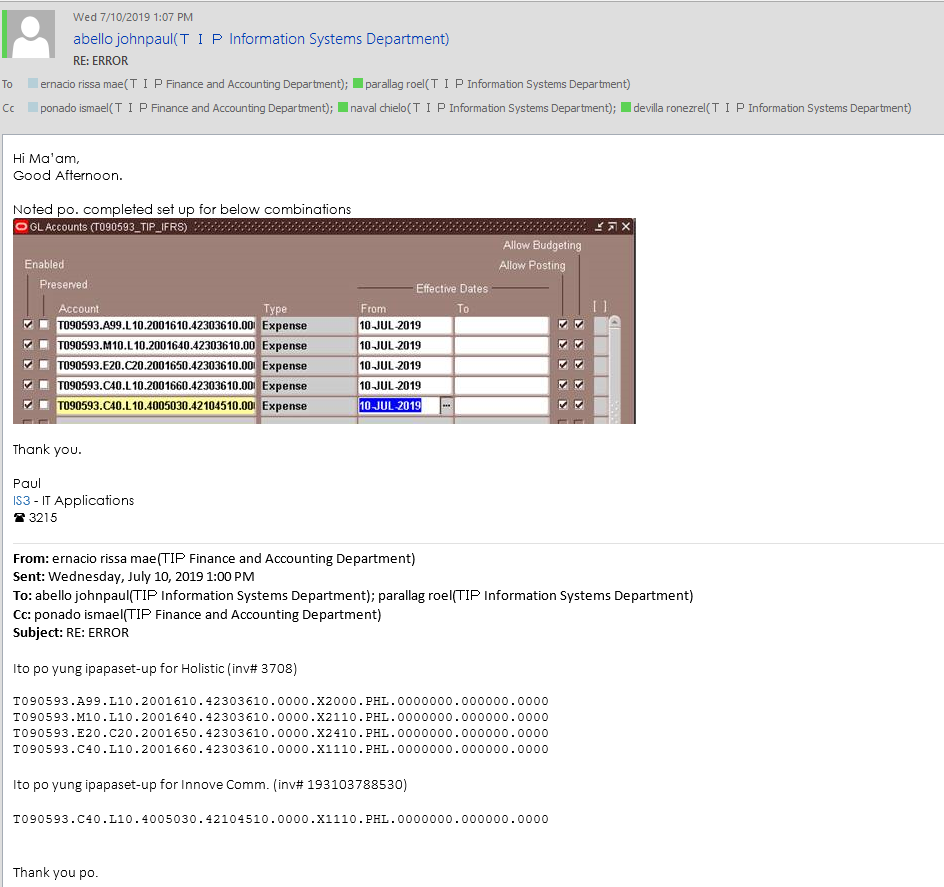 Wed 7/10/2019 1:07 PM
abello johnpaul(ＴＩＰ Information Systems Department)
RE: ERROR
To ernacio rissa mae(ＴＩＰ Finance and Accounting Department); parallag roel(ＴＩＰ Information Systems Department)
Cc ponado ismael(ＴＩＰ Finance and Accounting Department); naval chielo(ＴＩＰ Information Systems Department); devilla ronezrel(ＴＩＰ Information Systems Department)
Hi Ma'am,
Good Afternoon.
Noted po. completed set up for below combinations
GL Accounts (T090593_TIP_IFRS)
Allow Budgeting
Enabled Allow Posting
Preserved Effective Dates
Account Type From To [ ]
T090593.A99.L10.2001610.42303610.00 Expense 10-JUL-2019
T090593.M10.L10.2001640.42303610.00 Expense 10-JUL-2019
T090593.E20.C20.2001650.42303610.00 Expense 10-JUL-2019
T090593.C40.L10.2001660.42303610.00 Expense 10-JUL-2019
T090593.C40.L10.4005030.42104510.00 Expense 10-JUL-2019 ...
Thank you.
Paul
IS3 - IT Applications
☎ 3215
From: ernacio rissa mae(ＴＩＰ Finance and Accounting Department)
Sent: Wednesday, July 10, 2019 1:00 PM
To: abello johnpaul(ＴＩＰ Information Systems Department); parallag roel(ＴＩＰ Information Systems Department)
Cc: ponado ismael(ＴＩＰ Finance and Accounting Department)
Subject: RE: ERROR
Ito po yung ipapaset-up for Holistic (inv# 3708)
T090593.A99.L10.2001610.42303610.0000.X2000.PHL.0000000.000000.0000
T090593.M10.L10.2001640.42303610.0000.X2110.PHL.0000000.000000.0000
T090593.E20.C20.2001650.42303610.0000.X2410.PHL.0000000.000000.0000
T090593.C40.L10.2001660.42303610.0000.X1110.PHL.0000000.000000.0000
Ito po yung ipapaset-up for Innove Comm. (inv# 193103788530)
T090593.C40.L10.4005030.42104510.0000.X1110.PHL.0000000.000000.0000
Thank you po.